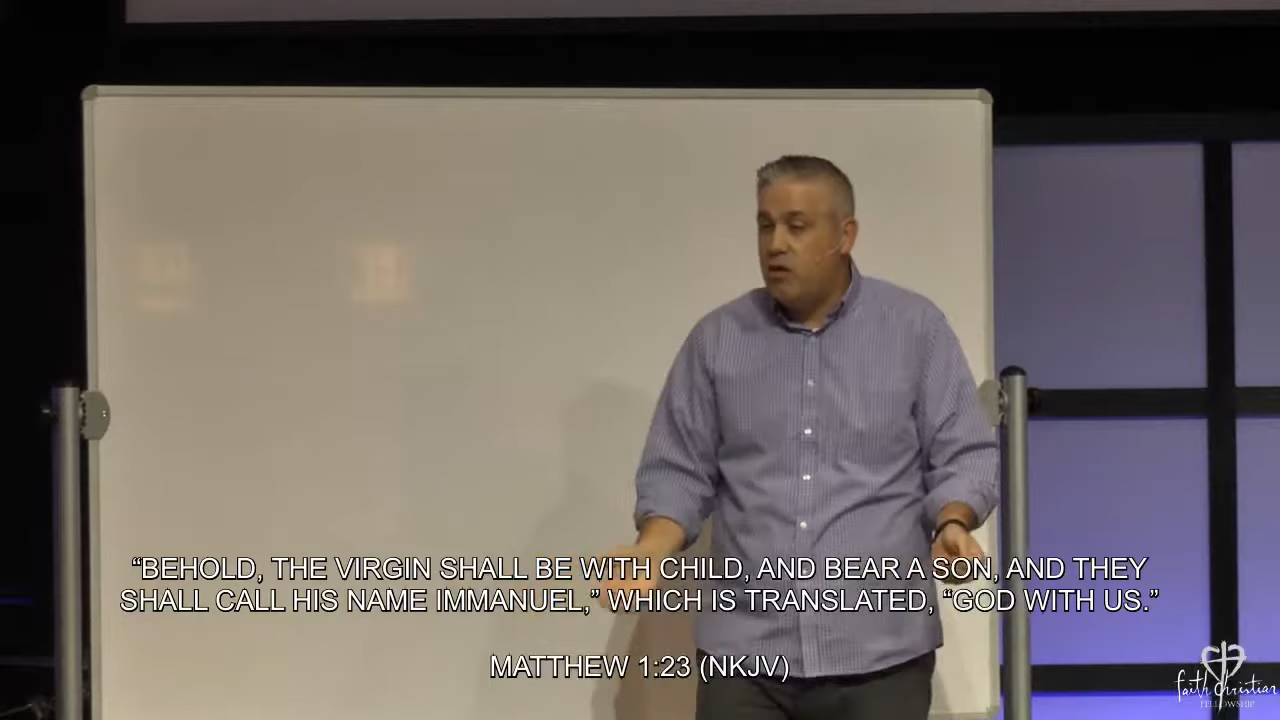 “BEHOLD, THE VIRGIN SHALL BE WITH CHILD, AND BEAR A SON, AND THEY
SHALL CALL HIS NAME IMMANUEL,” WHICH IS TRANSLATED, “GOD WITH US.”
MATTHEW 1:23 (NKJV)
faith christian
FELLOWSHIP